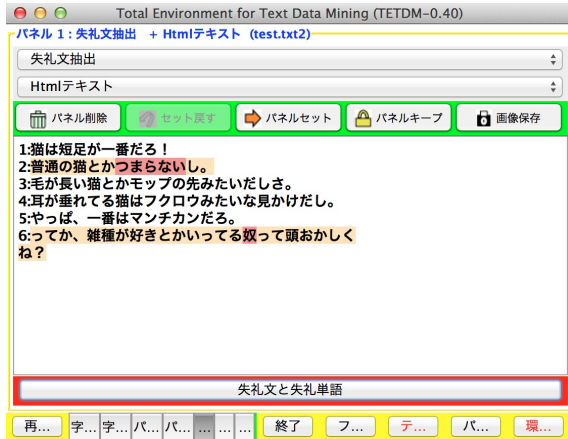 Total Environment for Text Data Mining (TETDM-0.40)
パネル 1 : 失礼文抽出 + Htmlテキスト (test.txt2)
失礼文抽出
Htmlテキスト
パネル削除 セット戻す パネルセット パネルキープ 画像保存
1:猫は短足が一番だろ！
2:普通の猫とかつまらないし。
3:毛が長い猫とかモップの先みたいだしさ。
4:耳が垂れてる猫はフクロウみたいな見かけだし。
5:やっぱ、一番はマンチカンだろ。
6:ってか、雑種が好きとかいってる奴って頭おかしく
ね？
失礼文と失礼単語
再... 字... 字... パ... パ... ... ... ... 終了 フ... テ... パ... 環...